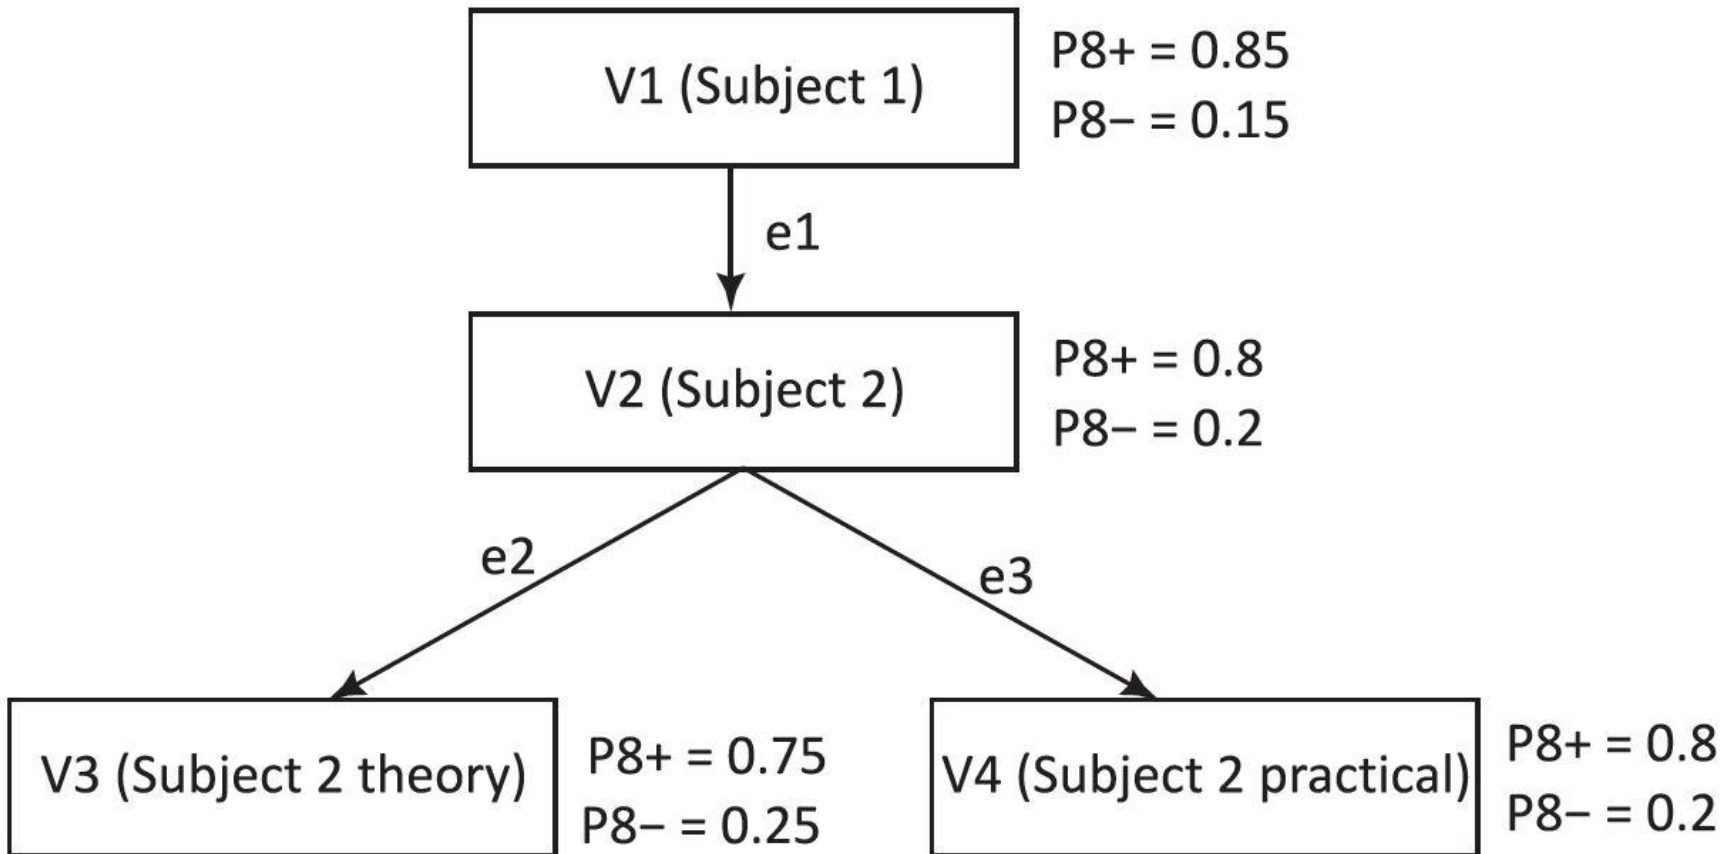 V1 (Subject 1)
P8+ = 0.85
P8− = 0.15
e1
V2 (Subject 2)
P8+ = 0.8
P8− = 0.2
e2
e3
V3 (Subject 2 theory)
P8+ = 0.75
P8− = 0.25
V4 (Subject 2 practical)
P8+ = 0.8
P8− = 0.2